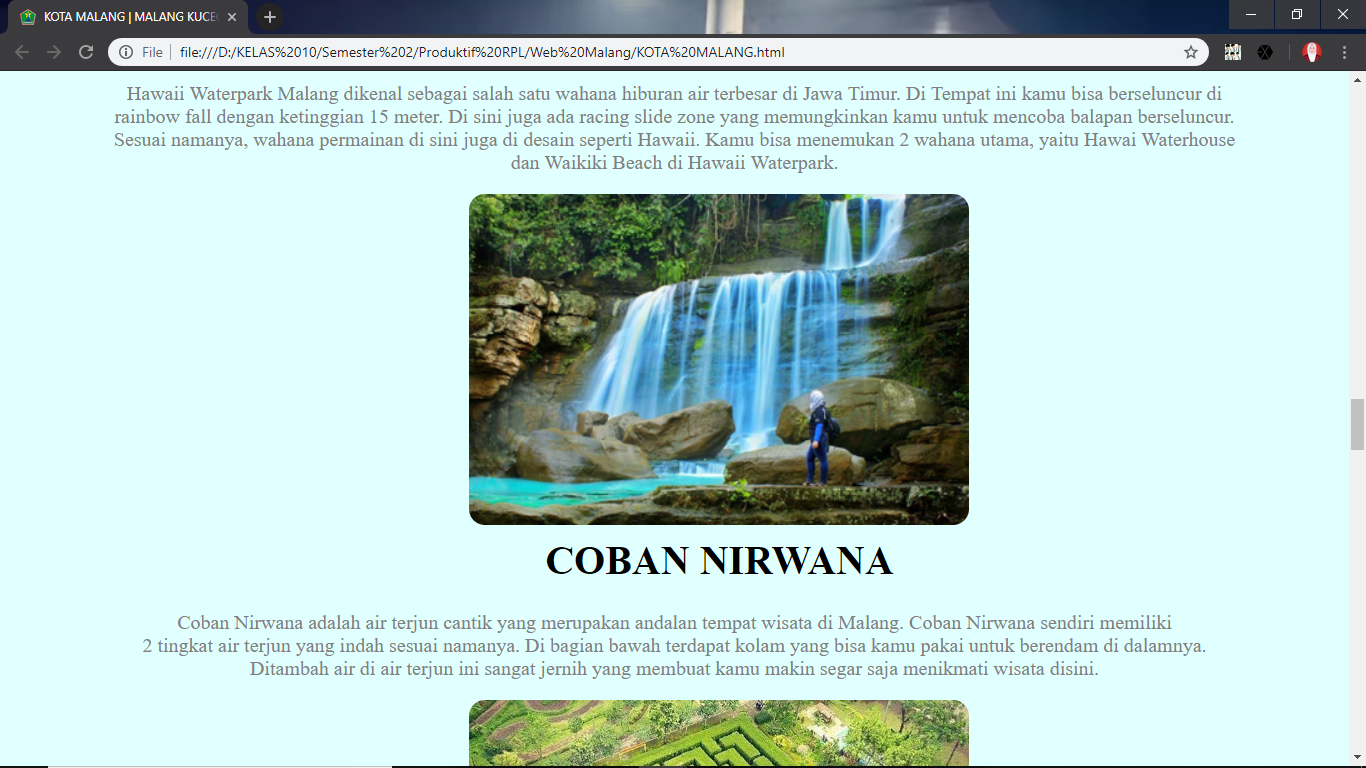 KOTA MALANG | MALANG KUCEC
File
file:///D:/KELAS%2010/Semester%202/Produktif%20RPL/Web%20Malang/KOTA%20MALANG.html
Hawaii Waterpark Malang dikenal sebagai salah satu wahana hiburan air terbesar di Jawa Timur. Di Tempat ini kamu bisa berseluncur di
rainbow fall dengan ketinggian 15 meter. Di sini juga ada racing slide zone yang memungkinkan kamu untuk mencoba balapan berseluncur.
Sesuai namanya, wahana permainan di sini juga di desain seperti Hawaii. Kamu bisa menemukan 2 wahana utama, yaitu Hawai Waterhouse
dan Waikiki Beach di Hawaii Waterpark.
COBAN NIRWANA
Coban Nirwana adalah air terjun cantik yang merupakan andalan tempat wisata di Malang. Coban Nirwana sendiri memiliki
2 tingkat air terjun yang indah sesuai namanya. Di bagian bawah terdapat kolam yang bisa kamu pakai untuk berendam di dalamnya.
Ditambah air di air terjun ini sangat jernih yang membuat kamu makin segar saja menikmati wisata disini.